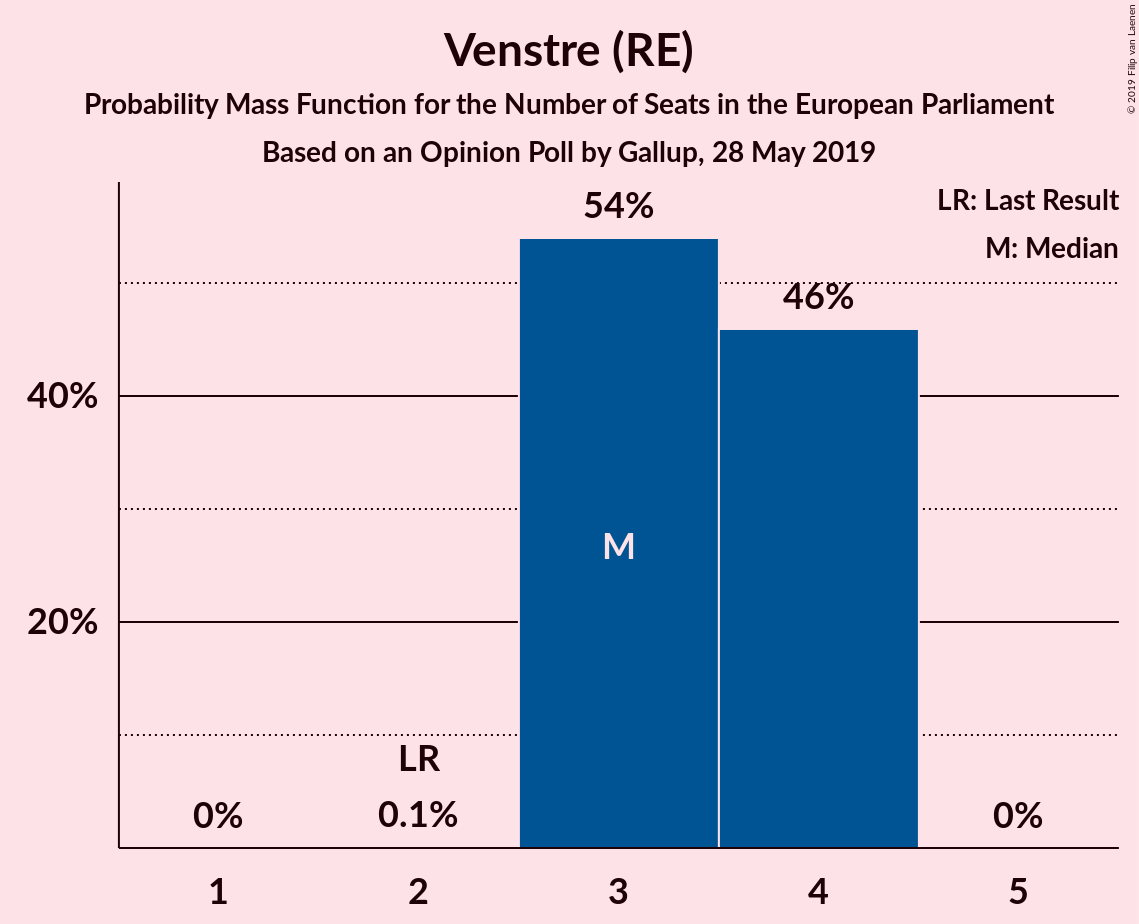 Venstre (RE)
Probability Mass Function for the Number of Seats in the European Parliament
Based on an Opinion Poll by Gallup, 28 May 2019
© 2019 Filip van Laenen
LR: Last Result
M: Median
54%
46%
40%
20%
M
LR
0%
0.1%
0%
1
2
3
4
5